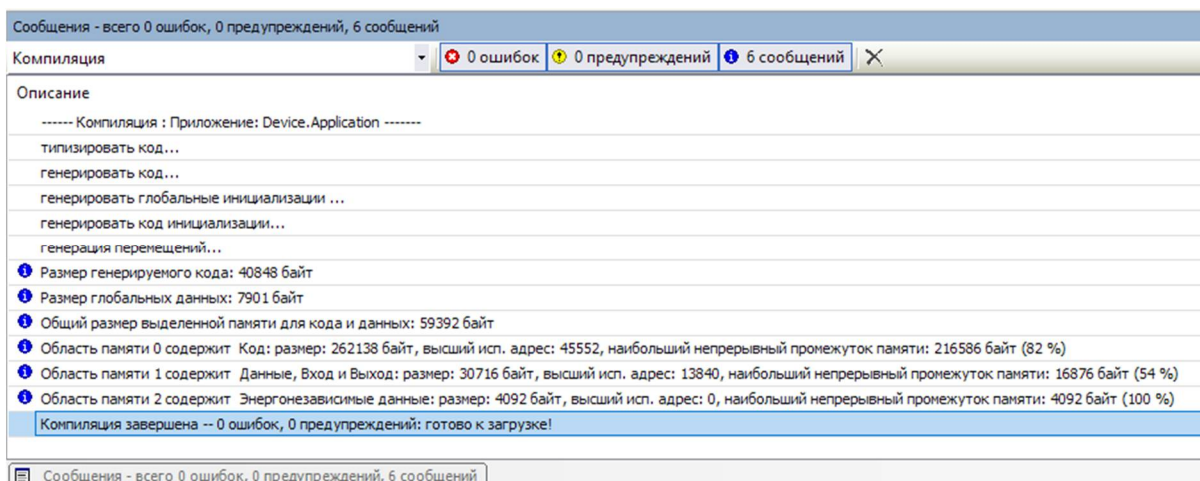 Сообщения - всего 0 ошибок, 0 предупреждений, 6 сообщений
Компиляция 0 ошибок 0 предупреждений 6 сообщений
Описание
------ Компиляция : Приложение: Device.Application -------
типизировать код...
генерировать код...
генерировать глобальные инициализации ...
генерировать код инициализации...
генерация перемещений...
Размер генерируемого кода: 40848 байт
Размер глобальных данных: 7901 байт
Общий размер выделенной памяти для кода и данных: 59392 байт
Область памяти 0 содержит Код: размер: 262138 байт, высший исп. адрес: 45552, наибольший непрерывный промежуток памяти: 216586 байт (82 %)
Область памяти 1 содержит Данные, Вход и Выход: размер: 30716 байт, высший исп. адрес: 13840, наибольший непрерывный промежуток памяти: 16876 байт (54 %)
Область памяти 2 содержит Энергонезависимые данные: размер: 4092 байт, высший исп. адрес: 0, наибольший непрерывный промежуток памяти: 4092 байт (100 %)
Компиляция завершена -- 0 ошибок, 0 предупреждений: готово к загрузке!
Сообщения - всего 0 ошибок, 0 предупреждений, 6 сообщений